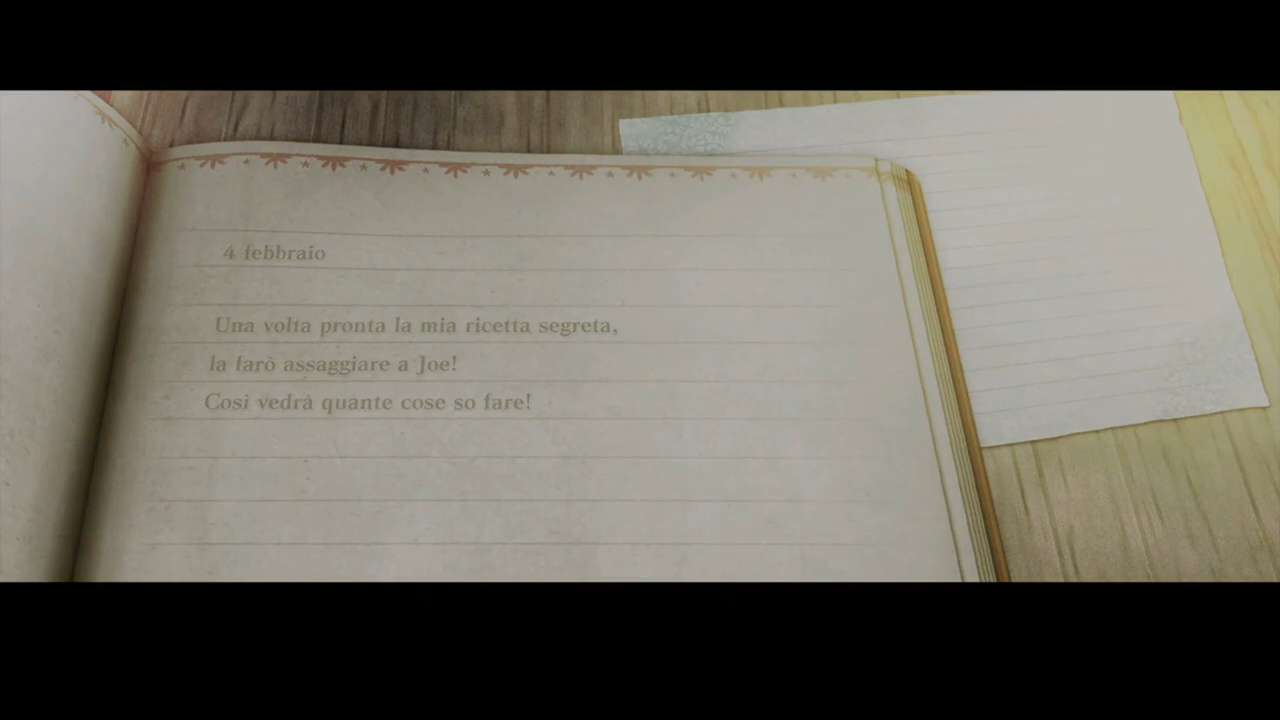 4 febbraio
Una volta pronta la mia ricetta segreta,
la farò assaggiare a Joe!
Così vedrà quante cose so fare!